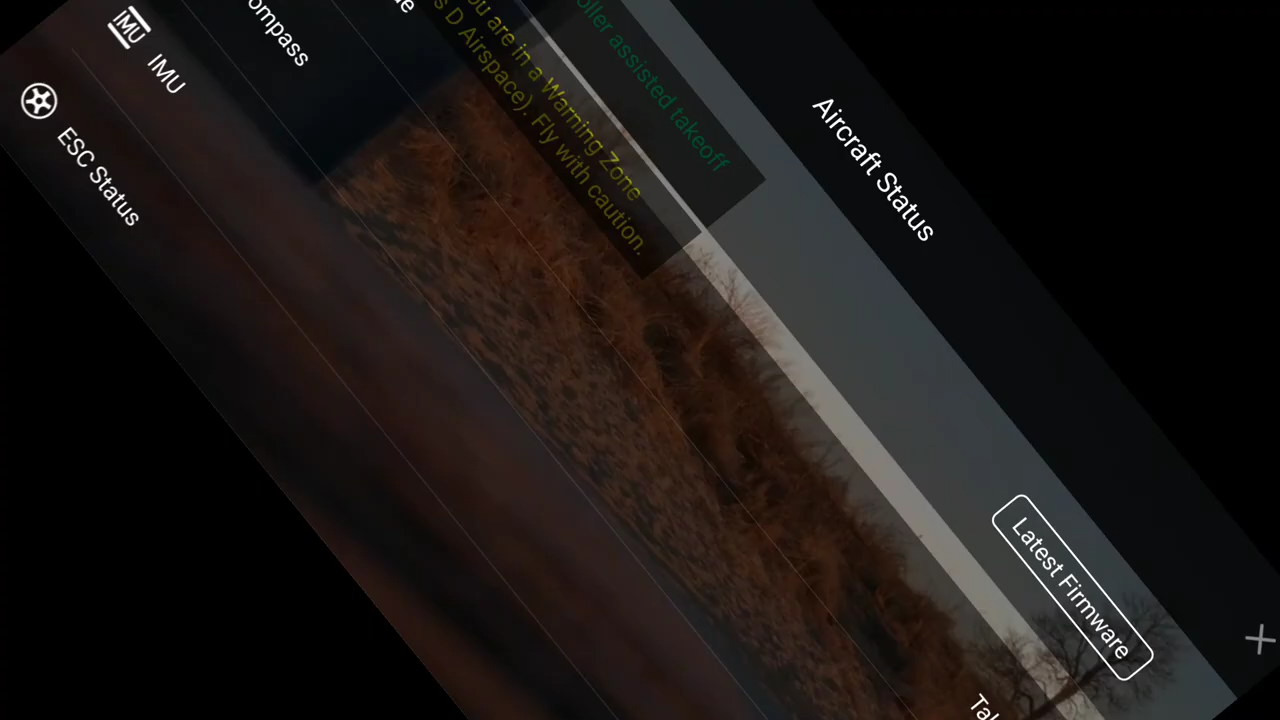 Aircraft Status
Latest Firmware
oller assisted takeoff
ou are in a Warning Zone
s D Airspace). Fly with caution.
ompass
IMU
IMU
ESC Status